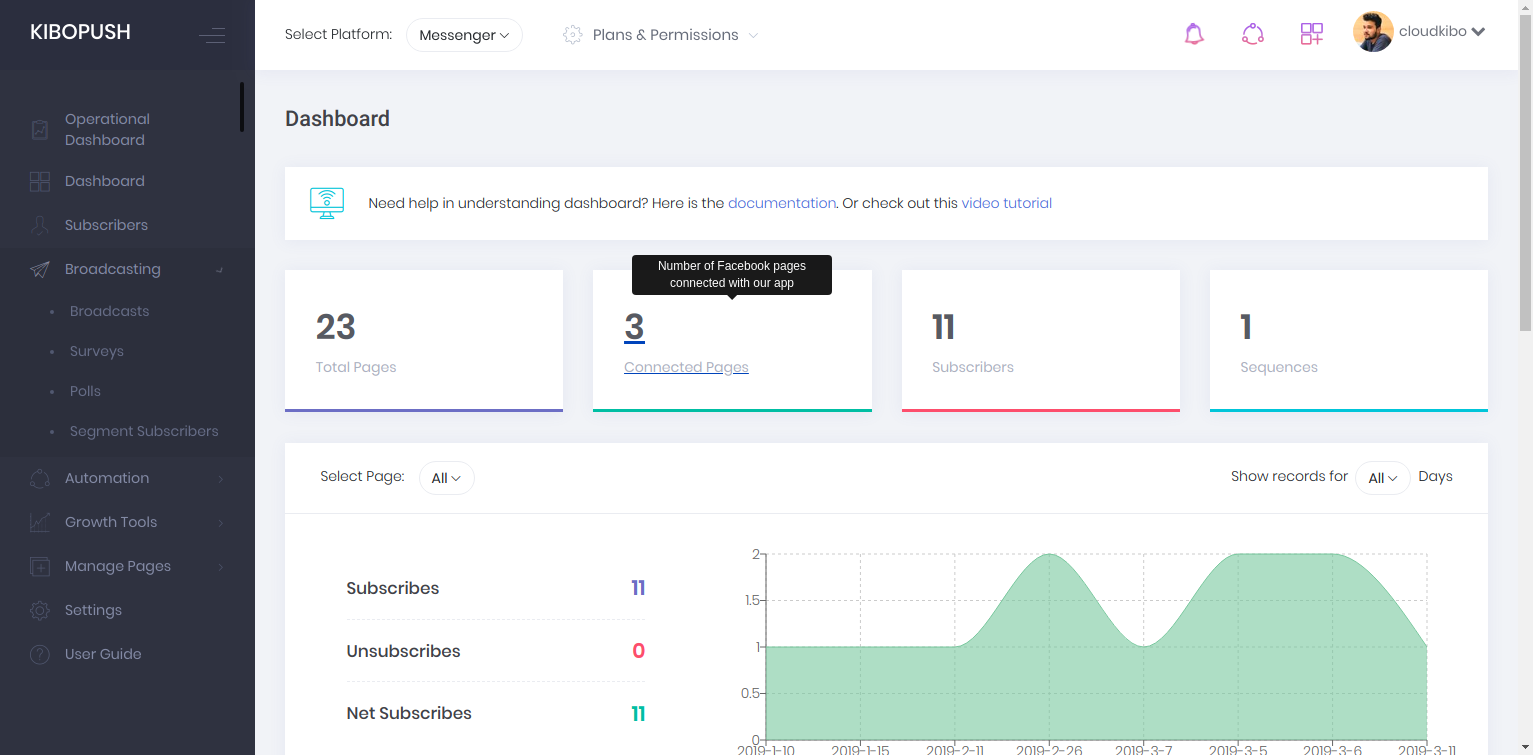 KIBOPUSH
Select Platform: Messenger
Plans & Permissions
cloudkibo
Operational
Dashboard
Dashboard
Subscribers
Broadcasting
Broadcasts
Surveys
Polls
Segment Subscribers
Automation
Growth Tools
Manage Pages
Settings
User Guide
Dashboard
Need help in understanding dashboard? Here is the documentation. Or check out this video tutorial
Number of Facebook pages
connected with our app
23
Total Pages
3
Connected Pages
11
Subscribers
1
Sequences
Select Page: All
Show records for All Days
Subscribes 11
Unsubscribes 0
Net Subscribes 11
2
1.5
1
0.5
0
2019-1-10 2019-1-15 2019-2-11 2019-2-26 2019-3-7 2019-3-5 2019-3-6 2019-3-11